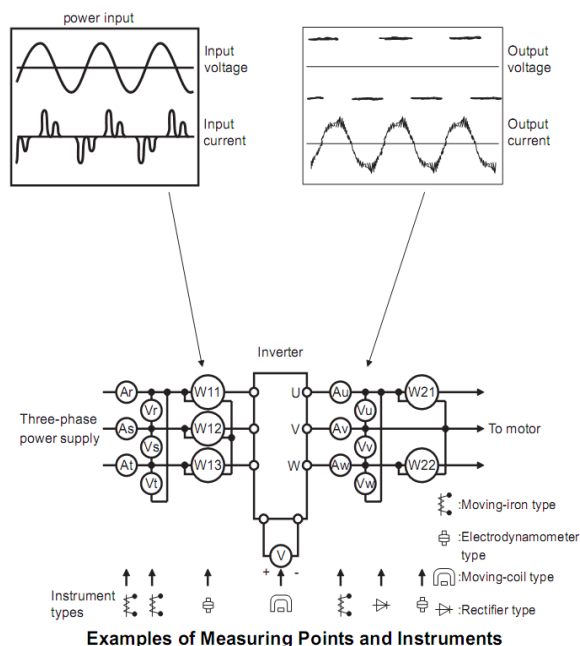 power input
Input
voltage
Input
current
Output
voltage
Output
current
Inverter
Three-phase
power supply
Ar
As
At
Vr
Vs
Vt
W11
W12
W13
U
V
W
Au
Av
Aw
Vu
Vv
Vw
W21
W22
To motor
V
+ -
:Moving-iron type
:Electrodynamometer
type
:Moving-coil type
:Rectifier type
Instrument
types
Examples of Measuring Points and Instruments